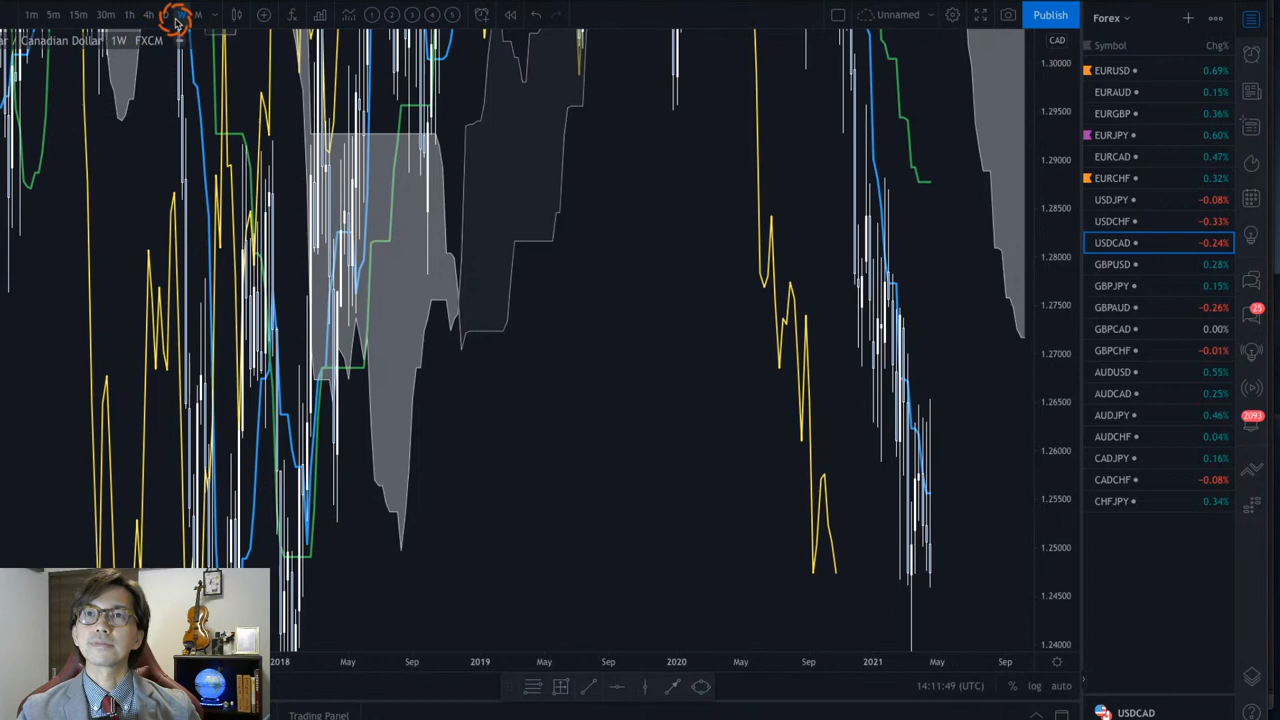 1m 5m 15m 30m 1h 4h D W M
1 2 3 4 5
Unnamed
Publish
Forex
ar / Canadian Dollar 1W FXCM
CAD
Symbol Chg%
EURUSD 0.69%
EURAUD 0.15%
EURGBP 0.36%
EURJPY 0.60%
EURCAD 0.47%
EURCHF 0.32%
USDJPY −0.08%
USDCHF −0.33%
USDCAD −0.24%
GBPUSD 0.28%
GBPJPY 0.15%
GBPAUD −0.26%
GBPCAD 0.00%
GBPCHF −0.01%
AUDUSD 0.55%
AUDCAD 0.25%
AUDJPY 0.46%
AUDCHF 0.04%
CADJPY 0.16%
CADCHF −0.08%
CHFJPY 0.34%
25
2093
1.30000
1.29500
1.29000
1.28500
1.28000
1.27500
1.27000
1.26500
1.26000
1.25500
1.25000
1.24500
1.24000
2018 May Sep 2019 May Sep 2020 May Sep 2021 May Sep
14:11:49 (UTC) % log auto
Trading Panel
USDCAD